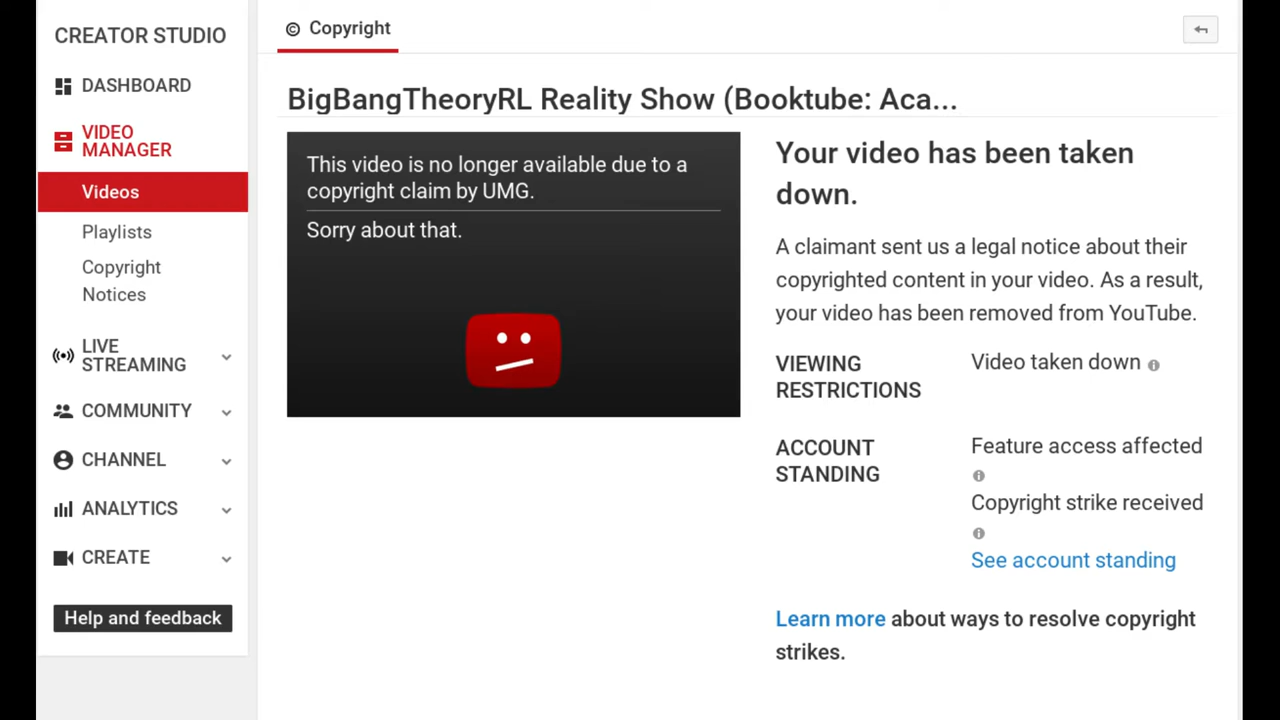 CREATOR STUDIO
DASHBOARD
VIDEO
MANAGER
Videos
Playlists
Copyright
Notices
LIVE
STREAMING
COMMUNITY
CHANNEL
ANALYTICS
CREATE
Help and feedback
© Copyright
BigBangTheoryRL Reality Show (Booktube: Aca...
This video is no longer available due to a
copyright claim by UMG.
Sorry about that.
Your video has been taken
down.
A claimant sent us a legal notice about their
copyrighted content in your video. As a result,
your video has been removed from YouTube.
VIEWING
RESTRICTIONS
Video taken down
ACCOUNT
STANDING
Feature access affected
Copyright strike received
See account standing
Learn more about ways to resolve copyright
strikes.